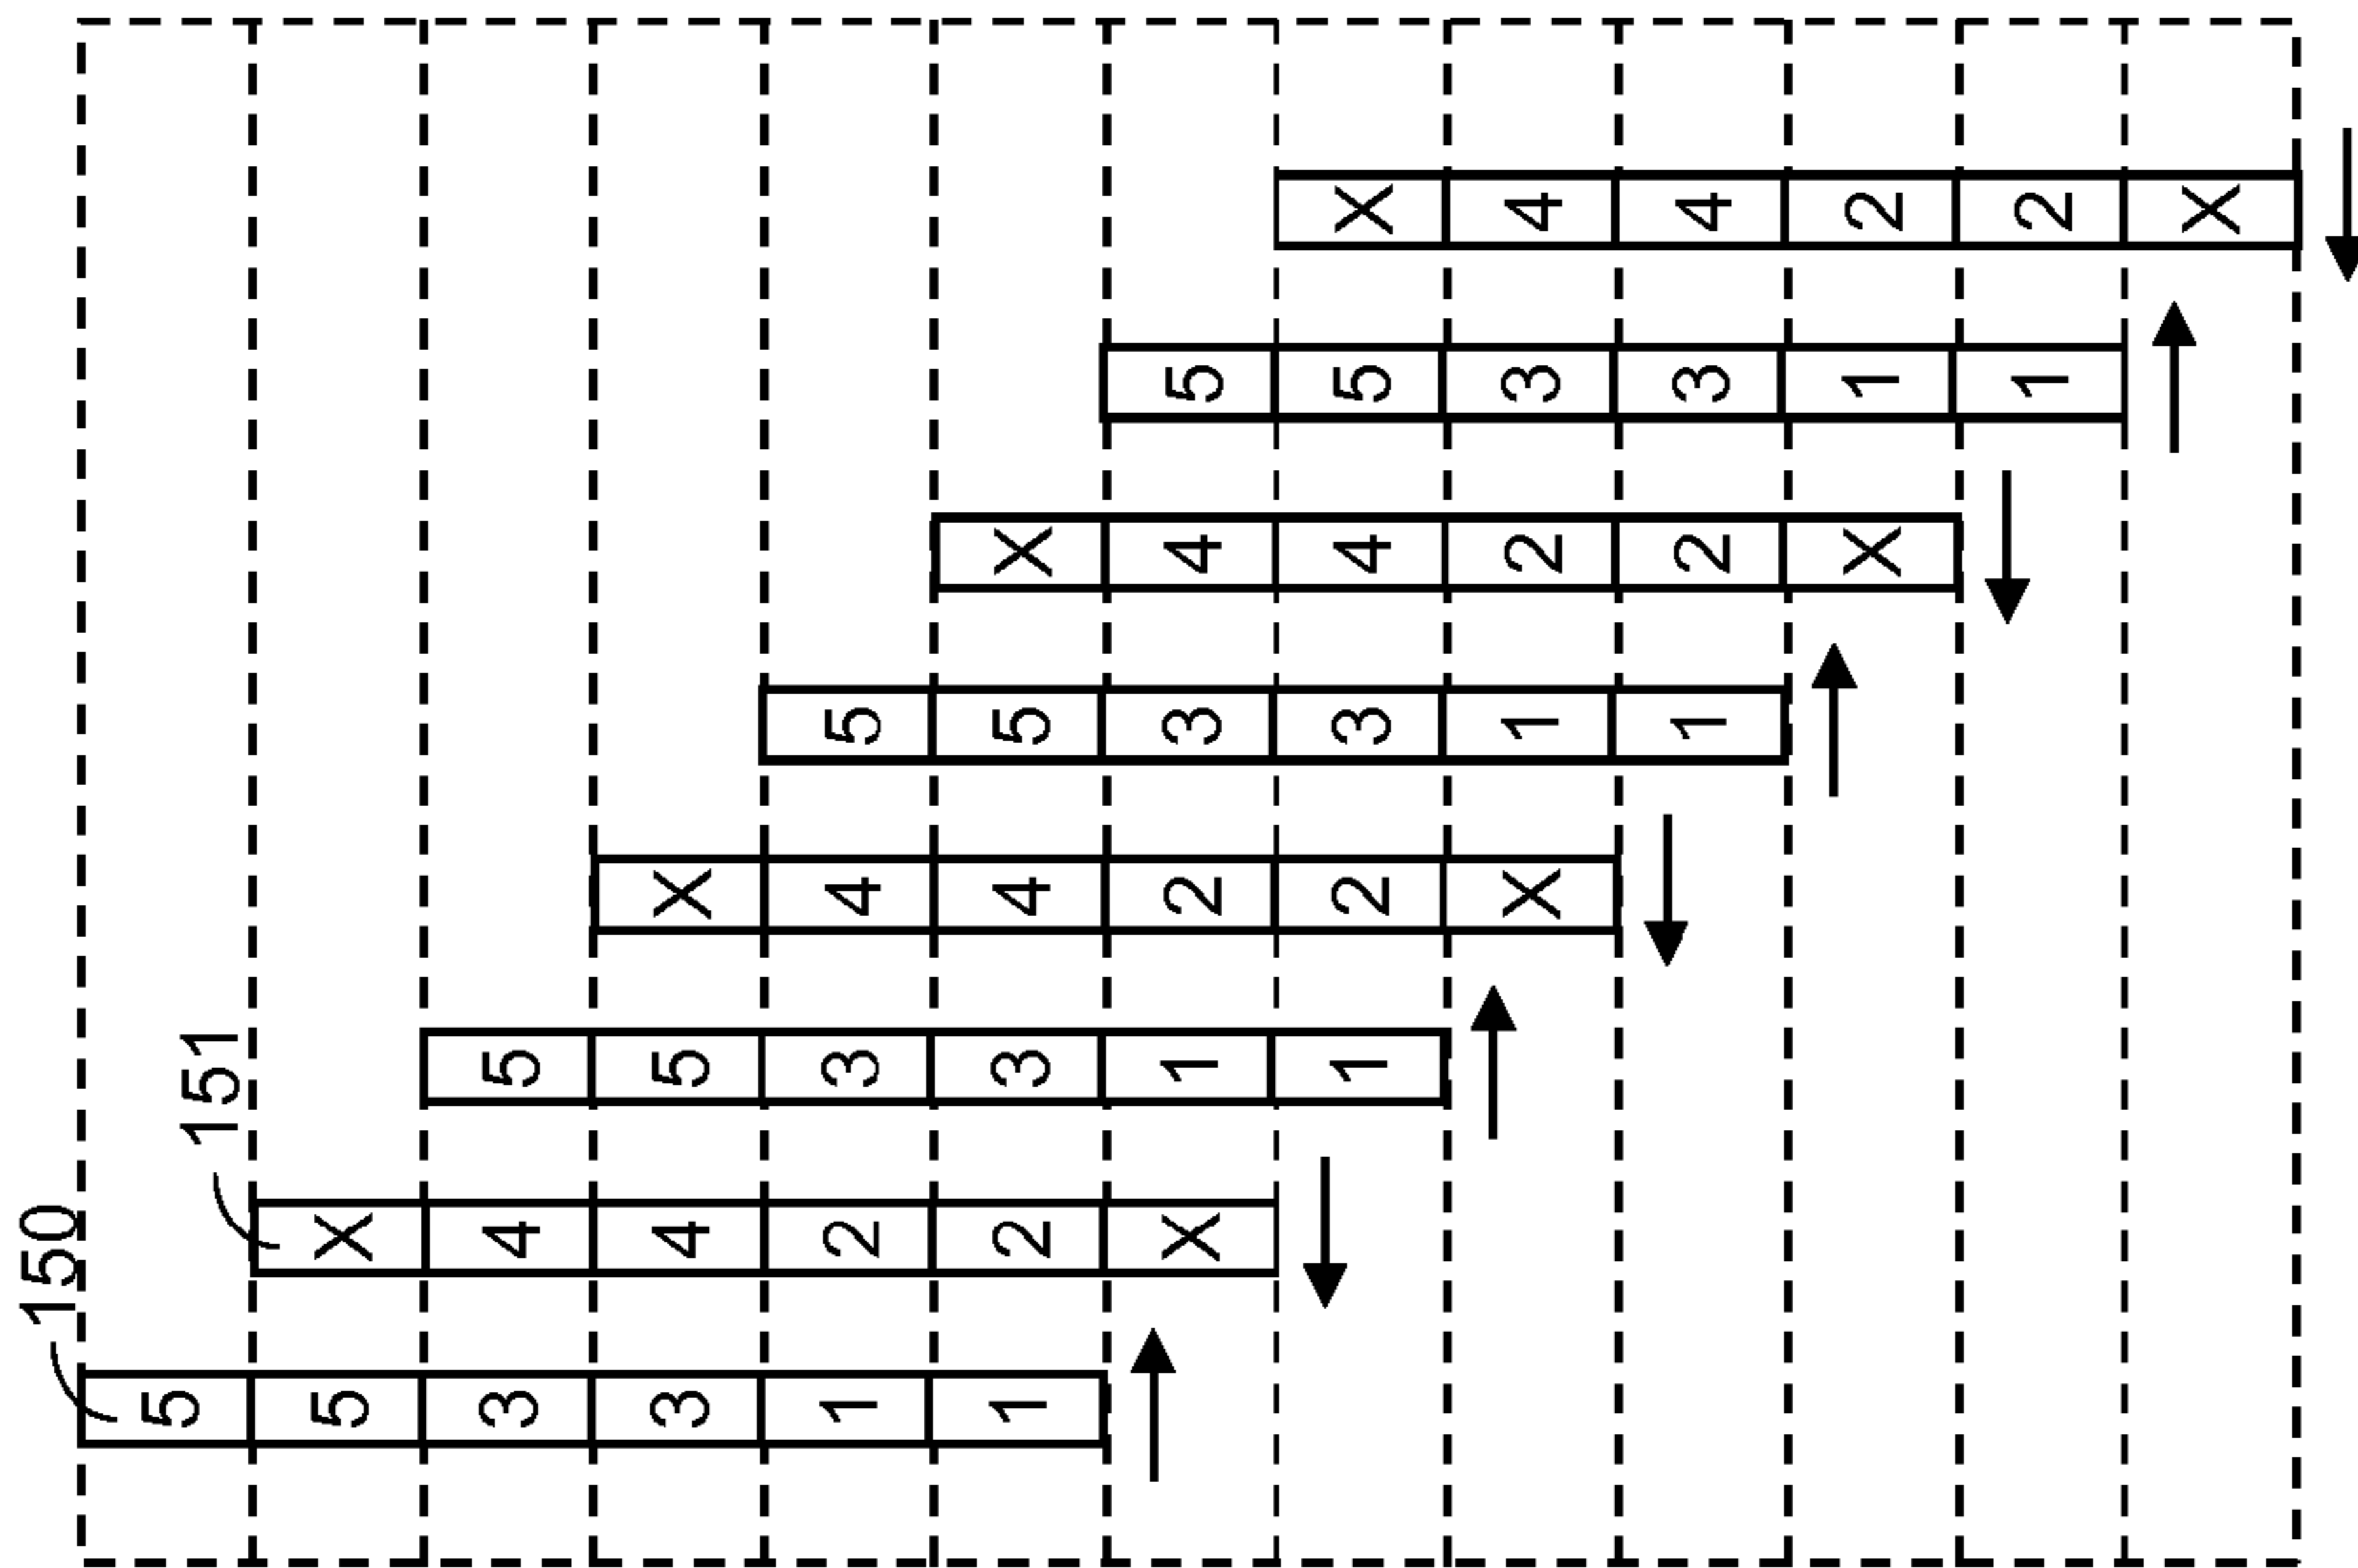 150
5
151
5 X
3 4 5
3 4 5 X
1 2 3 4 5
1 2 3 4 5 X
X 1 2 3 4 5
1 2 3 4 5 X
X 1 2 3 4
1 2 3 4
X 1 2
1 2
X